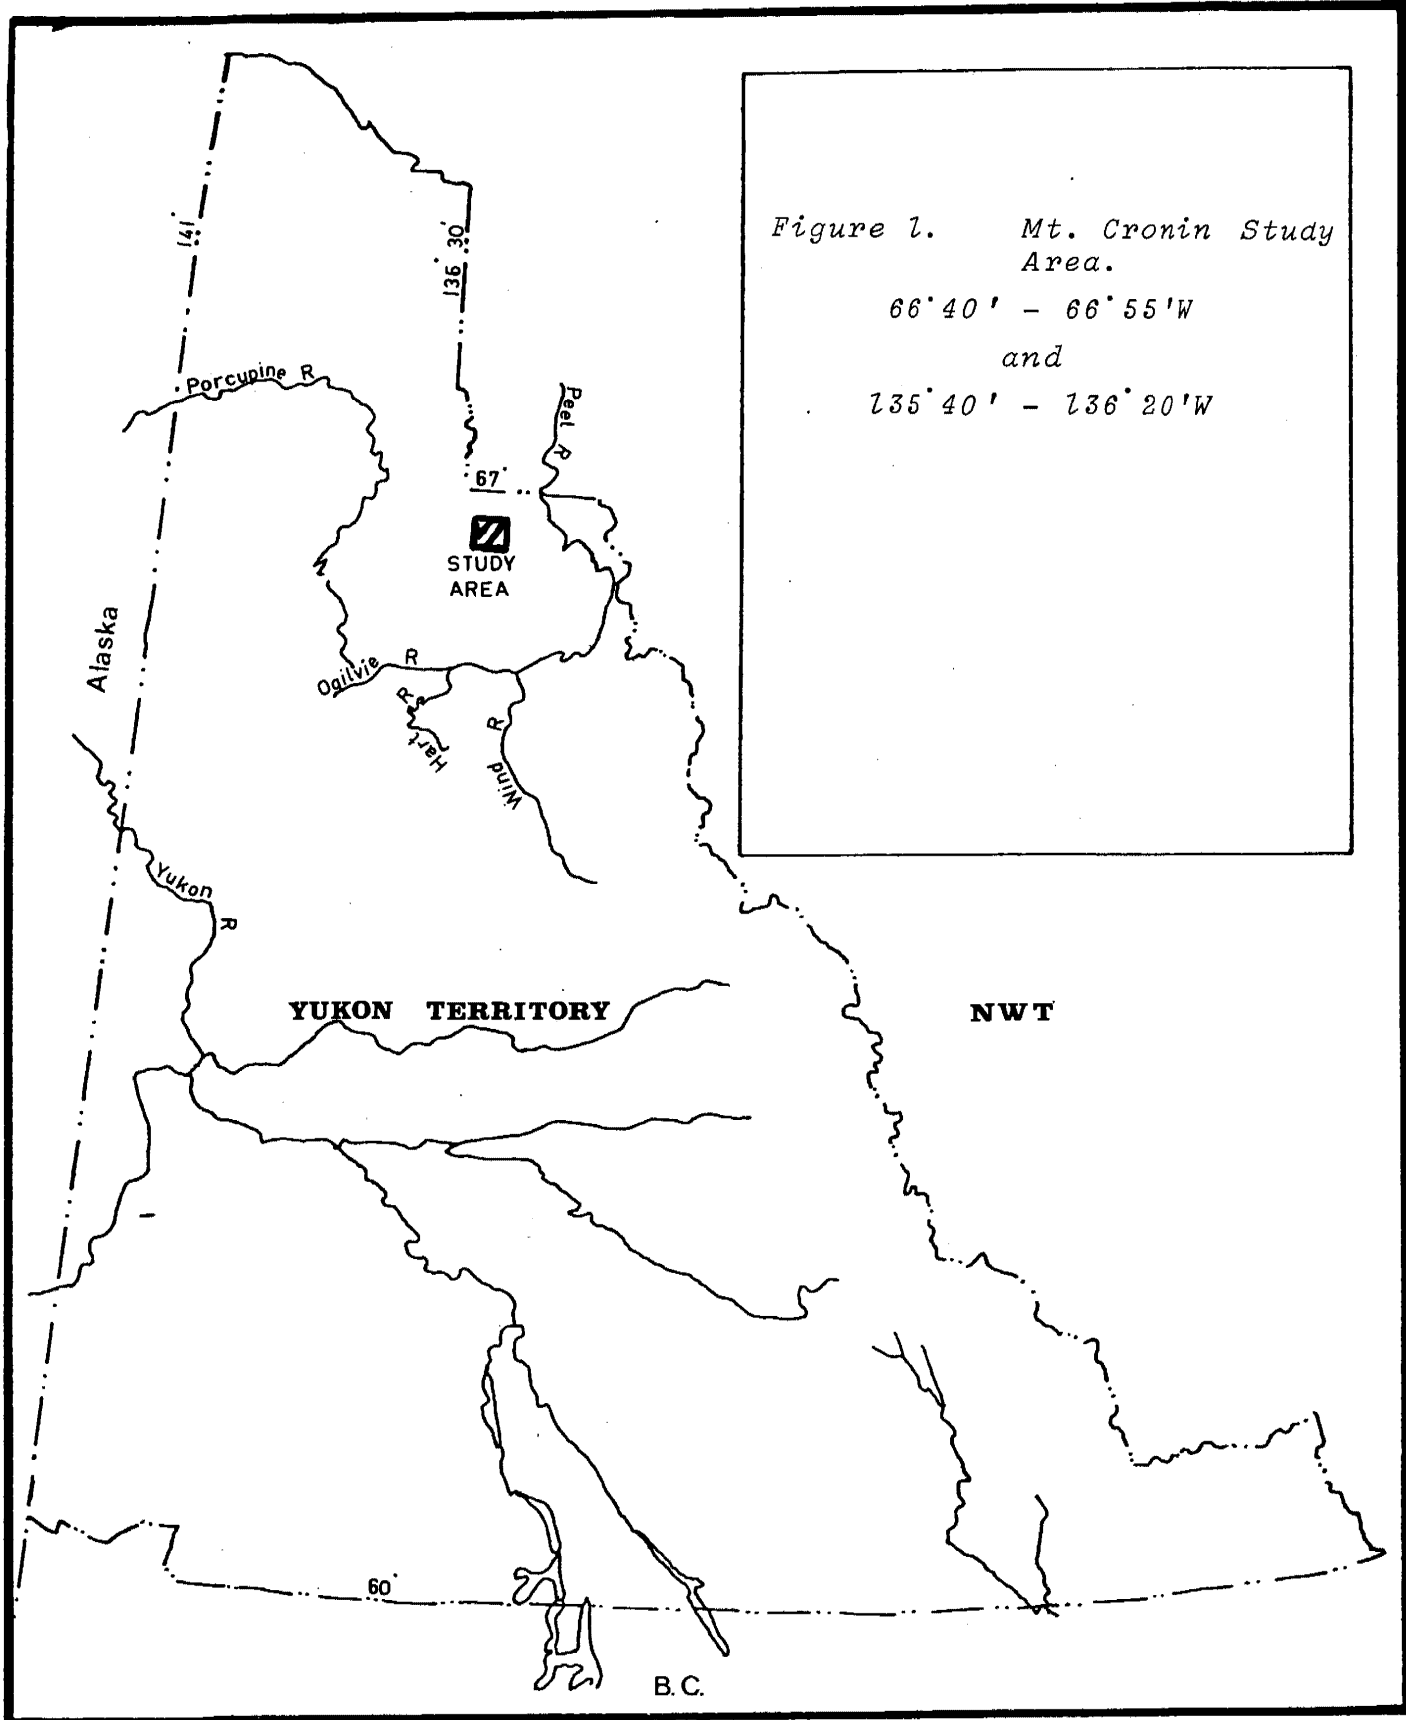 Figure 1. Mt. Cronin Study
Area.
66°40' - 66°55'W
and
135°40' - 136°20'W
141°
136° 30'
Porcupine R
Peel R
67°
STUDY
AREA
Alaska
Ogilvie R
Hart R
Wind R
Yukon R
YUKON TERRITORY
NWT
60°
B.C.